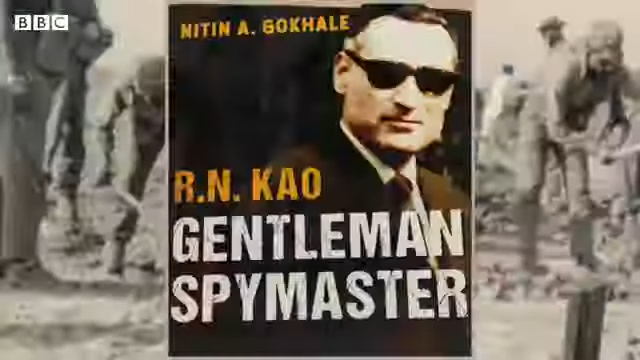 BBC
NITIN A. GOKHALE
R.N. KAO
GENTLEMAN
SPYMASTER